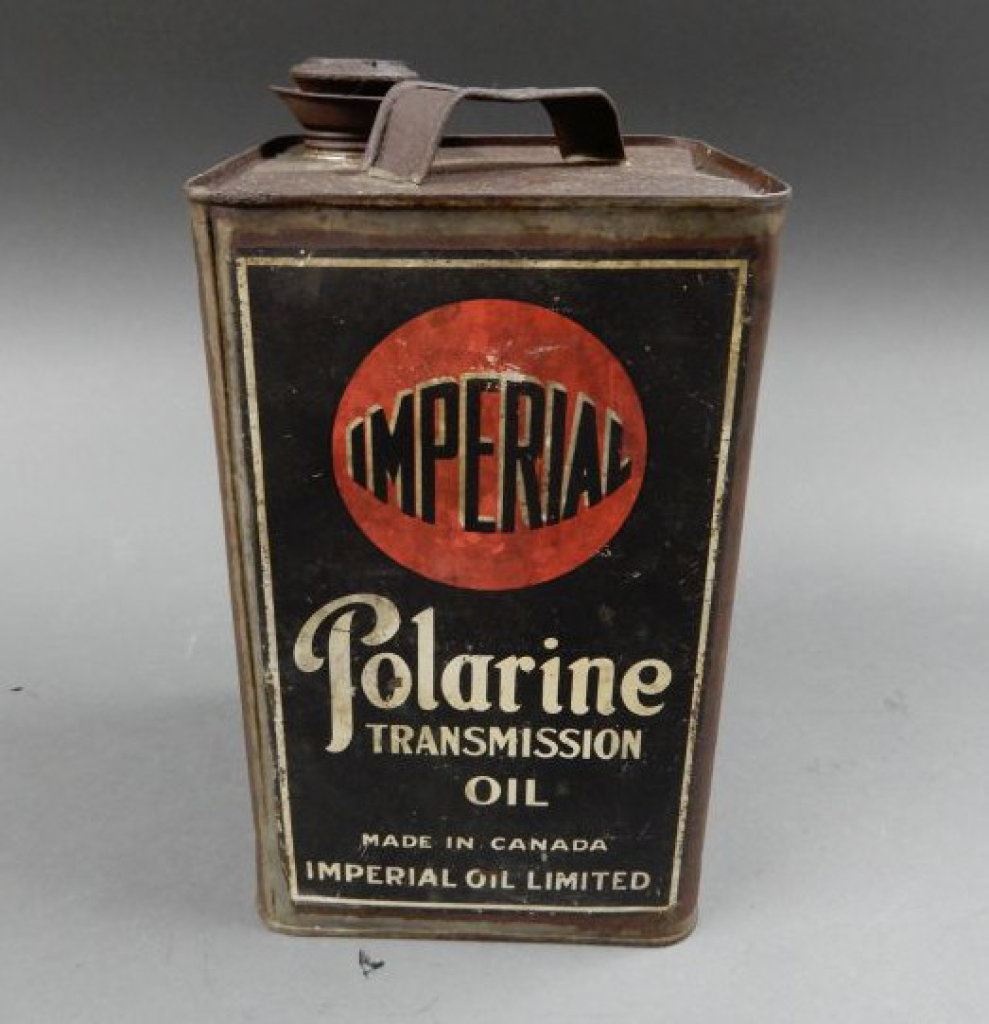 IMPERIAL
Polarine
TRANSMISSION
OIL
MADE IN CANADA
IMPERIAL OIL LIMITED